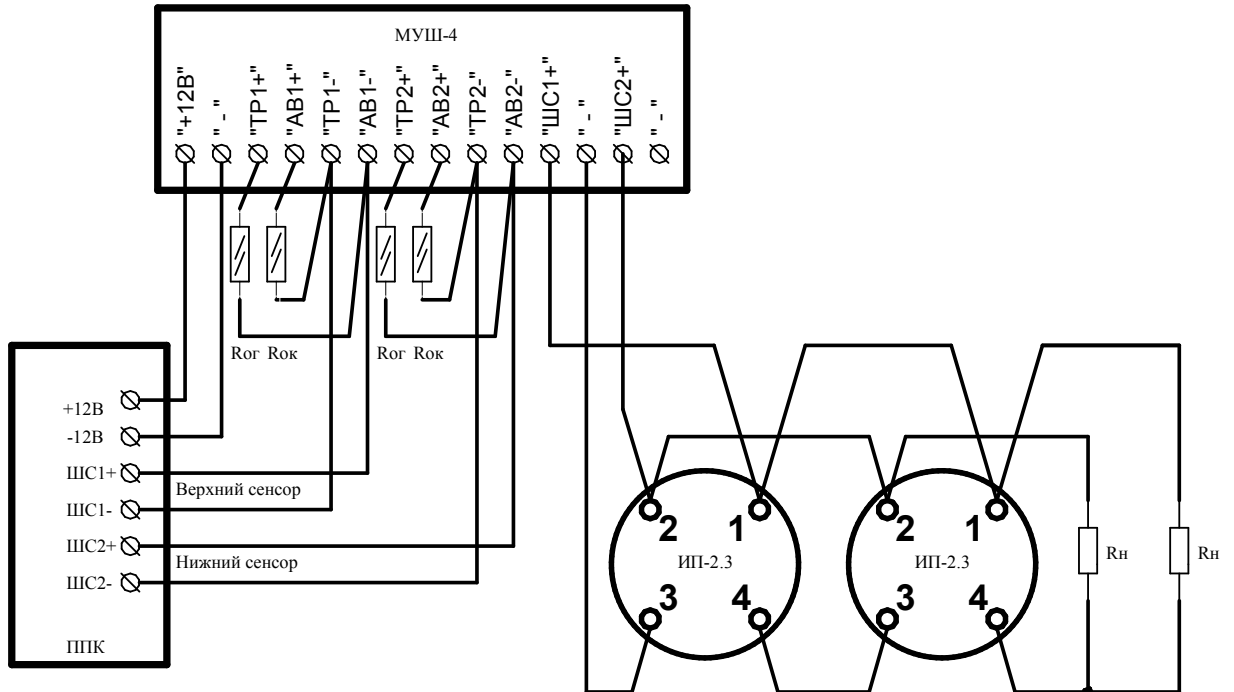 МУШ-4
"+12В"
"-"
"ТР1+"
"АВ1+"
"ТР1-"
"АВ1-"
"ТР2+"
"АВ2+"
"ТР2-"
"АВ2-"
"ШС1+"
"-"
"ШС2+"
"-"
Rог Rок Rог Rок
+12В
-12В
ШС1+
Верхний сенсор
ШС1-
ШС2+
Нижний сенсор
ШС2-
ППК
2 1 2 1
ИП-2.3 ИП-2.3 Rн Rн
3 4 3 4